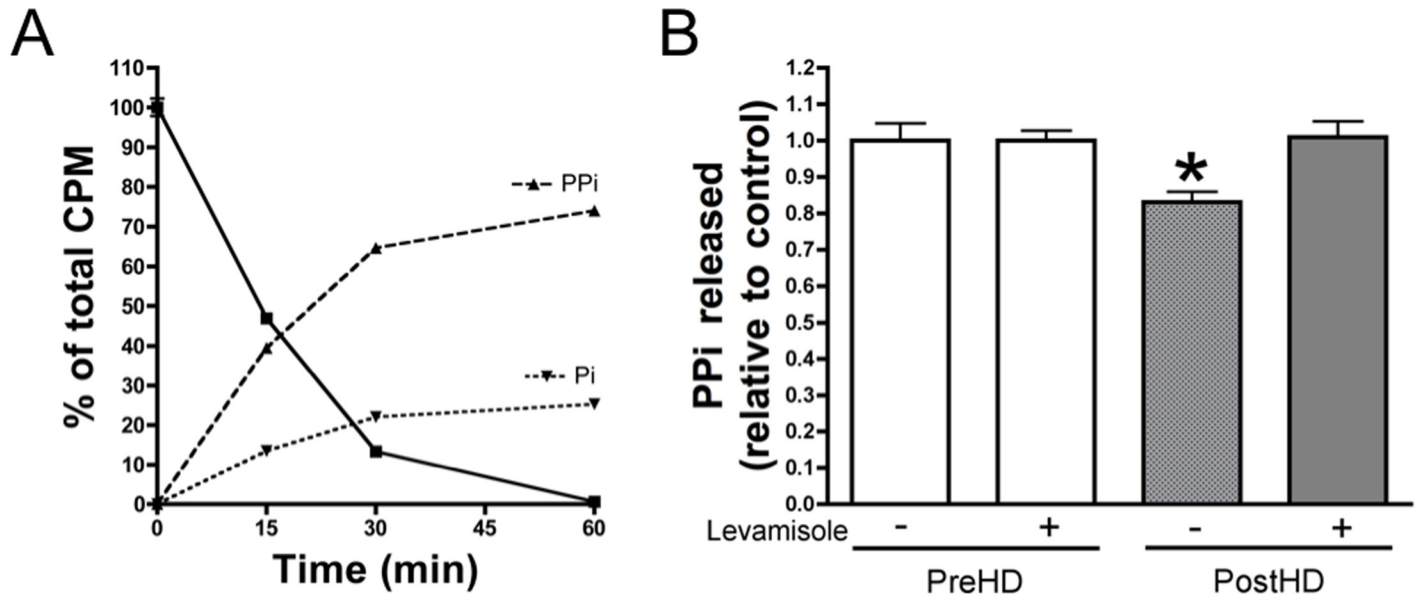 A
% of total CPM
110
100
90
80
70
60
50
40
30
20
10
0
PPi
Pi
0 15 30 45 60
Time (min)
B
PPi released
(relative to control)
1.2
1.1
1.0
0.9
0.8
0.7
0.6
0.5
0.4
0.3
0.2
0.1
0.0
*
Levamisole - + - +
PreHD PostHD